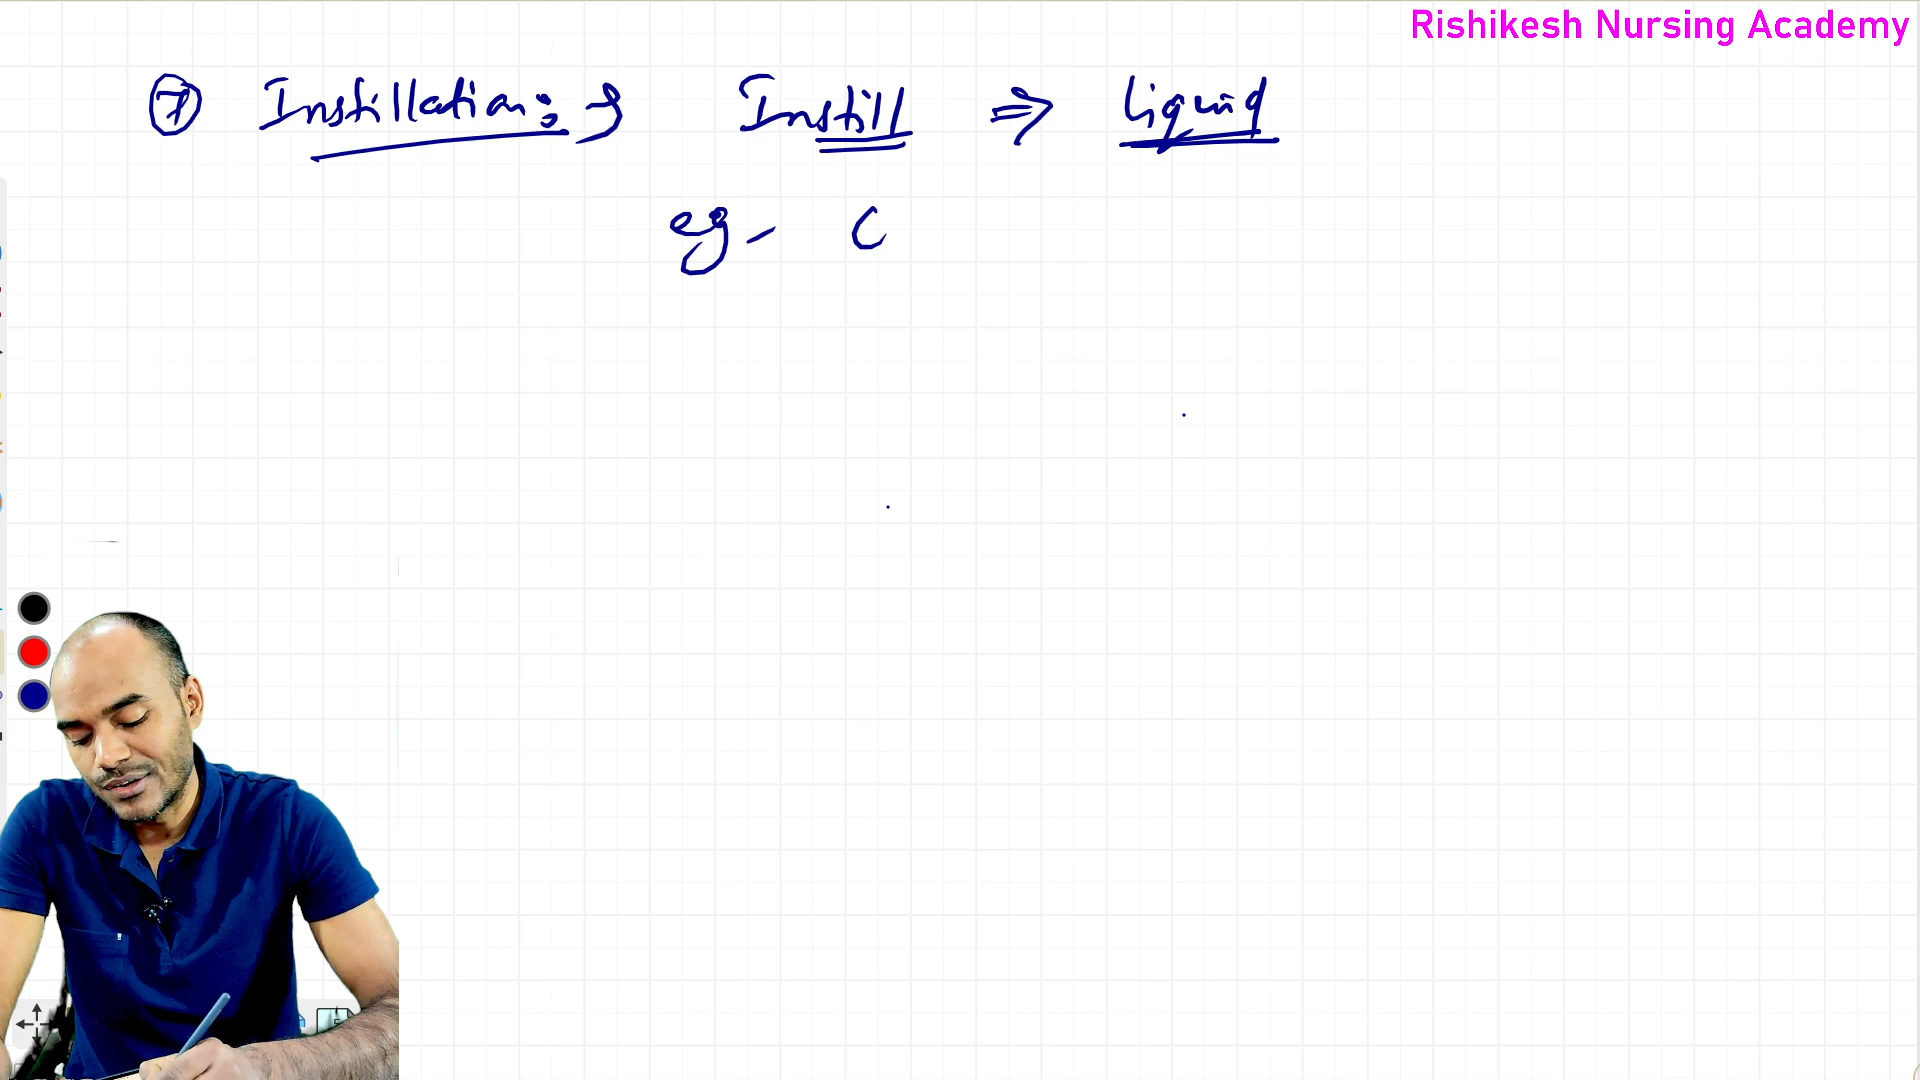 Rishikesh Nursing Academy
7 Instillation:→ Instill ⇒ Liquid
eg - C